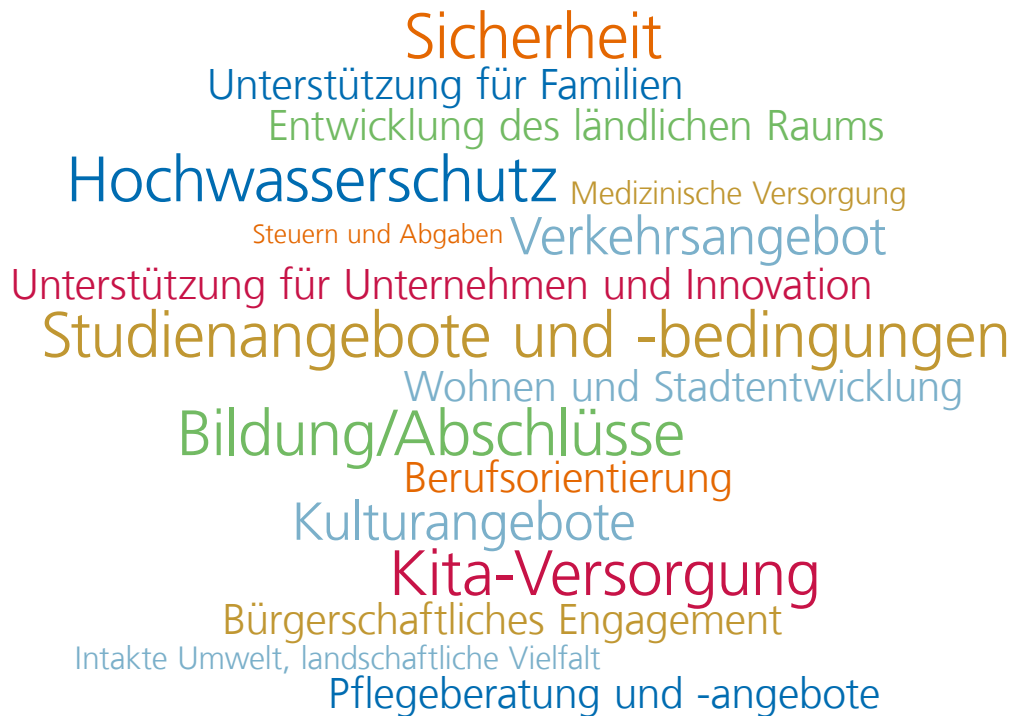 Sicherheit
Unterstützung für Familien
Entwicklung des ländlichen Raums
Hochwasserschutz Medizinische Versorgung
Steuern und Abgaben Verkehrsangebot
Unterstützung für Unternehmen und Innovation
Studienangebote und -bedingungen
Wohnen und Stadtentwicklung
Bildung/Abschlüsse
Berufsorientierung
Kulturangebote
Kita-Versorgung
Bürgerschaftliches Engagement
Intakte Umwelt, landschaftliche Vielfalt
Pflegeberatung und -angebote